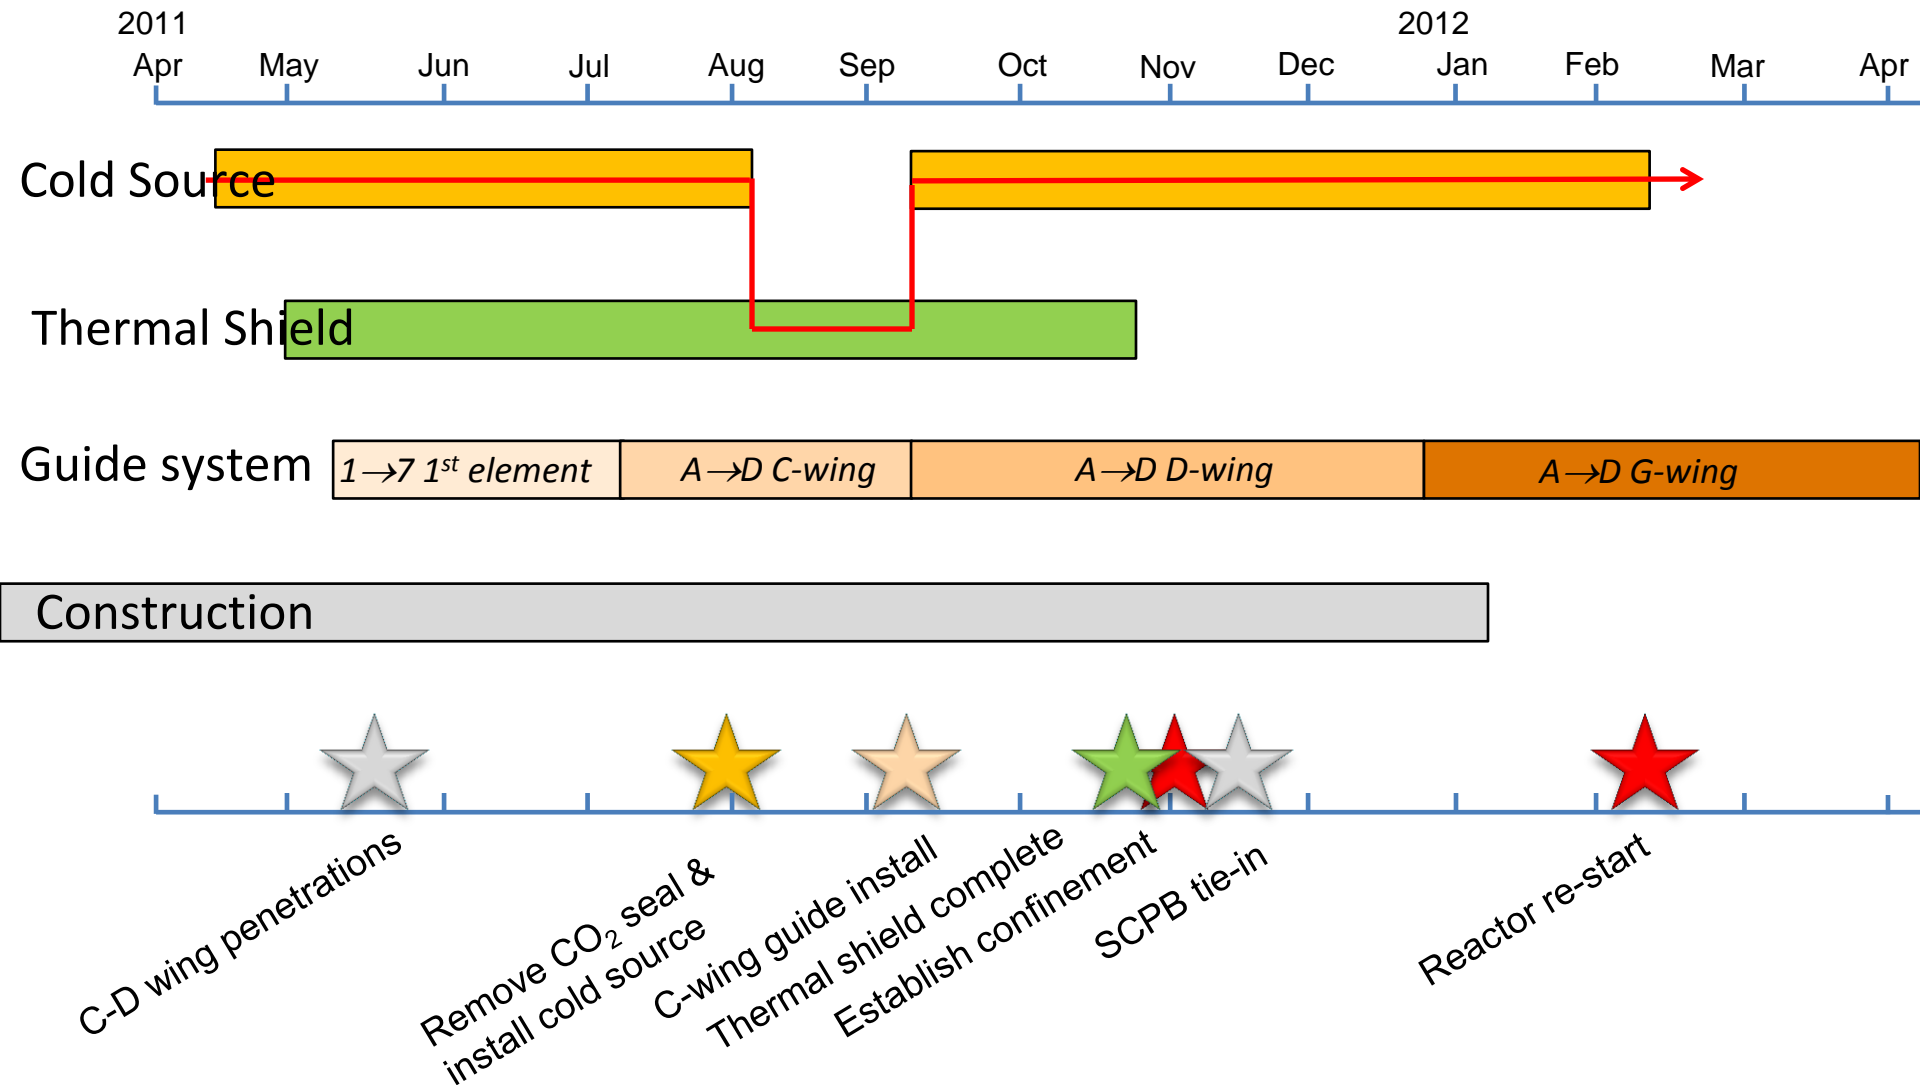 2011
2012
Apr May Jun Jul Aug Sep Oct Nov Dec Jan Feb Mar Apr
Cold Source
Thermal Shield
Guide system
1→7 1st element
A→D C-wing
A→D D-wing
A→D G-wing
Construction
C-D wing penetrations
Remove CO₂ seal &
install cold source
C-wing guide install
Thermal shield complete
Establish confinement
SCPB tie-in
Reactor re-start